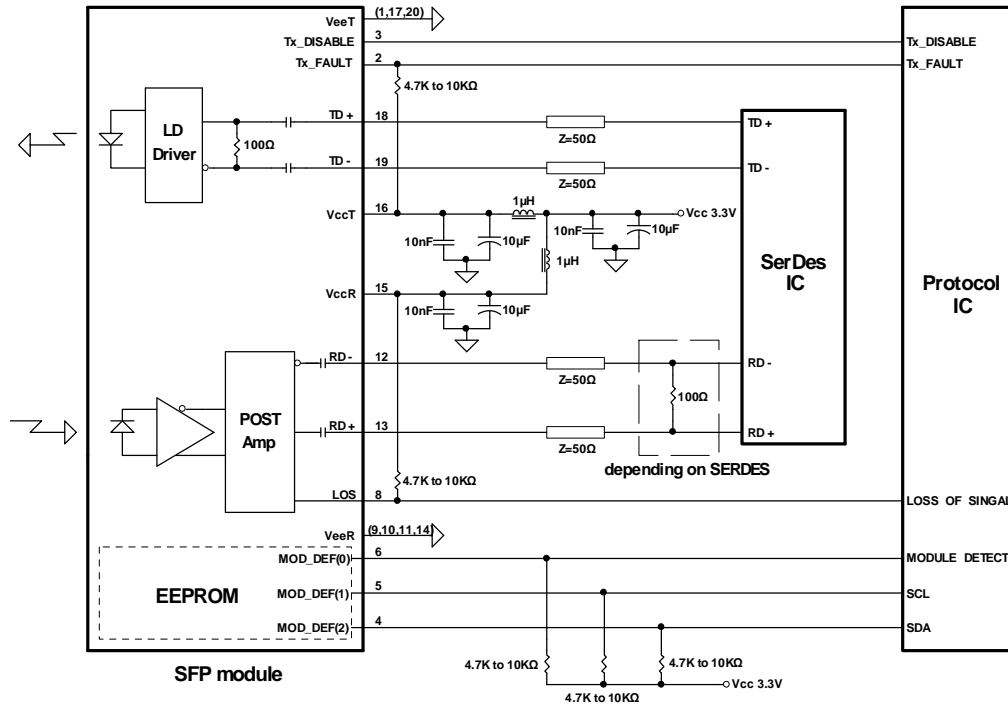 VeeT (1,17,20)
Tx_DISABLE 3 Tx_DISABLE
Tx_FAULT 2 Tx_FAULT
4.7K to 10KΩ
LD Driver
100Ω
TD + 18 Z=50Ω TD +
TD - 19 Z=50Ω TD -
1µH
VccT 16 Vcc 3.3V
10nF 10µF 10nF 10µF
1µH
SerDes IC
Protocol IC
VccR 15
10nF 10µF
RD - 12 Z=50Ω RD -
100Ω
POST Amp
RD+ 13 Z=50Ω RD +
depending on SERDES
4.7K to 10KΩ
LOS 8 LOSS OF SINGAL
VeeR (9,10,11,14)
MOD_DEF(0) 6 MODULE DETECT
EEPROM
MOD_DEF(1) 5 SCL
MOD_DEF(2) 4 SDA
4.7K to 10KΩ 4.7K to 10KΩ
4.7K to 10KΩ
Vcc 3.3V
SFP module